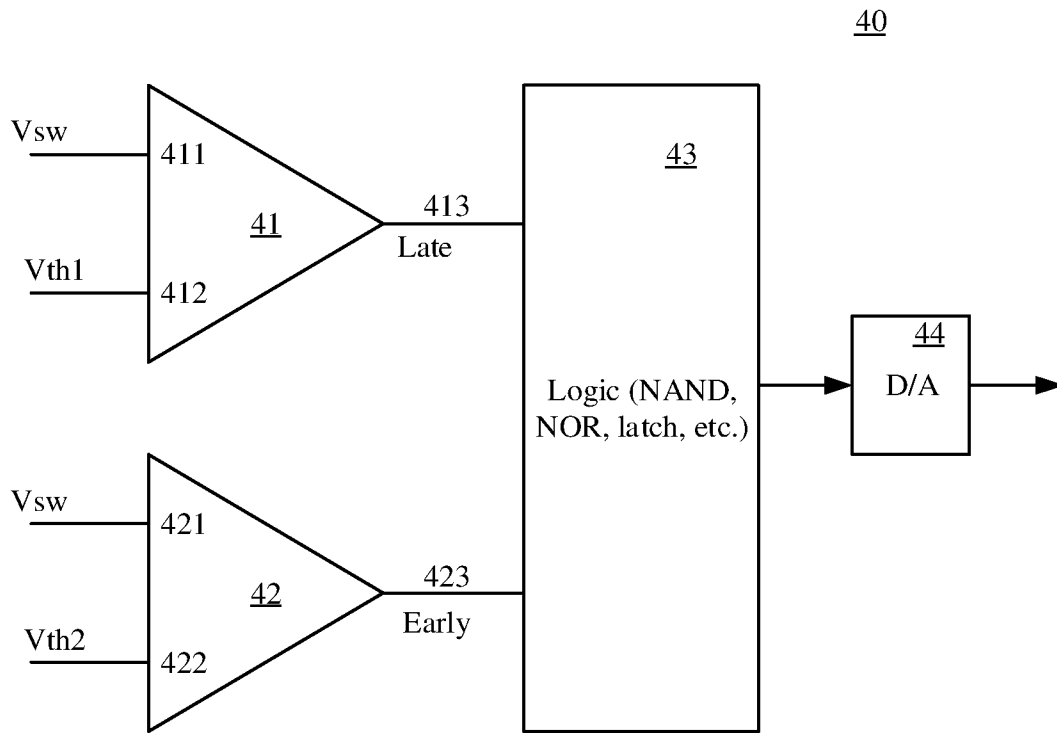 40
Vsw
411
43
413
41
Late
Vth1
412
44
D/A
Logic (NAND,
NOR, latch, etc.)
Vsw
421
423
42
Early
Vth2
422